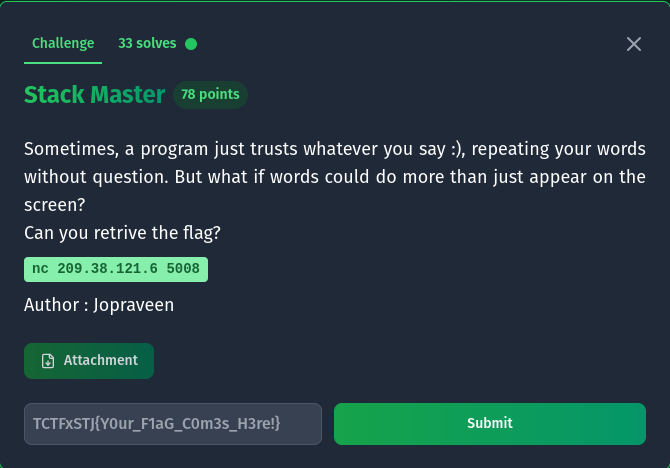 Challenge 33 solves
Stack Master 78 points
Sometimes, a program just trusts whatever you say :), repeating your words
without question. But what if words could do more than just appear on the
screen?
Can you retrive the flag?
nc 209.38.121.6 5008
Author : Jopraveen
Attachment
TCTFxSTJ{Y0ur_F1aG_C0m3s_H3re!} Submit